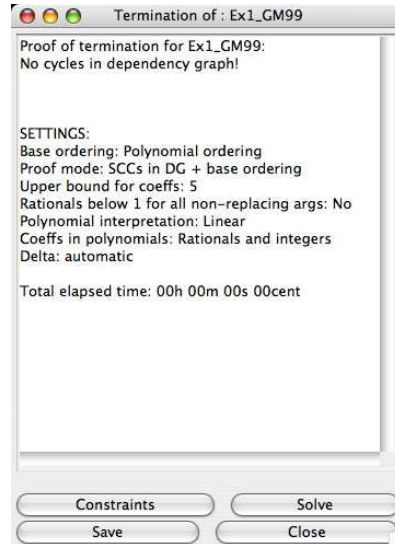 Termination of : Ex1_GM99
Proof of termination for Ex1_GM99:
No cycles in dependency graph!
SETTINGS:
Base ordering: Polynomial ordering
Proof mode: SCCs in DG + base ordering
Upper bound for coeffs: 5
Rationals below 1 for all non-replacing args: No
Polynomial interpretation: Linear
Coeffs in polynomials: Rationals and integers
Delta: automatic
Total elapsed time: 00h 00m 00s 00cent
Constraints Solve
Save Close